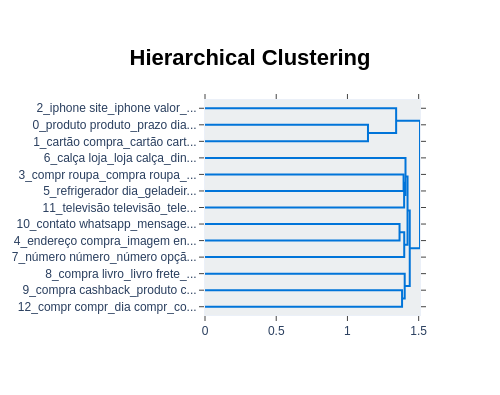 Hierarchical Clustering
2_iphone site_iphone valor_...
0_produto produto_prazo dia...
1_cartão compra_cartão cart...
6_calça loja_loja calça_din...
3_compr roupa_compra roupa_...
5_refrigerador dia_geladeir...
11_televisão televisão_tele...
10_contato whatsapp_mensage...
4_endereço compra_imagem en...
7_número número_número opçã...
8_compra livro_livro frete_...
9_compra cashback_produto c...
12_compr compr_dia compr_co...
0 0.5 1 1.5